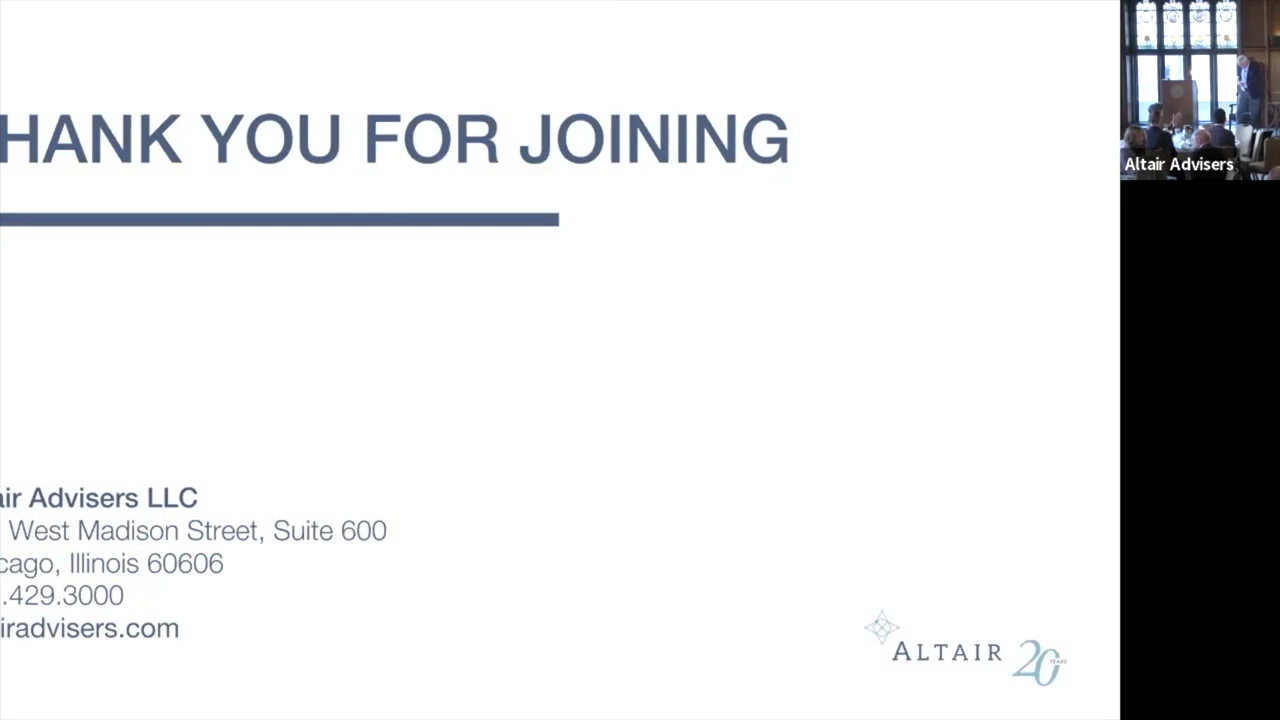 HANK YOU FOR JOINING
air Advisers LLC
West Madison Street, Suite 600
cago, Illinois 60606
.429.3000
iradvisers.com
ALTAIR 20 YEARS
Altair Advisers